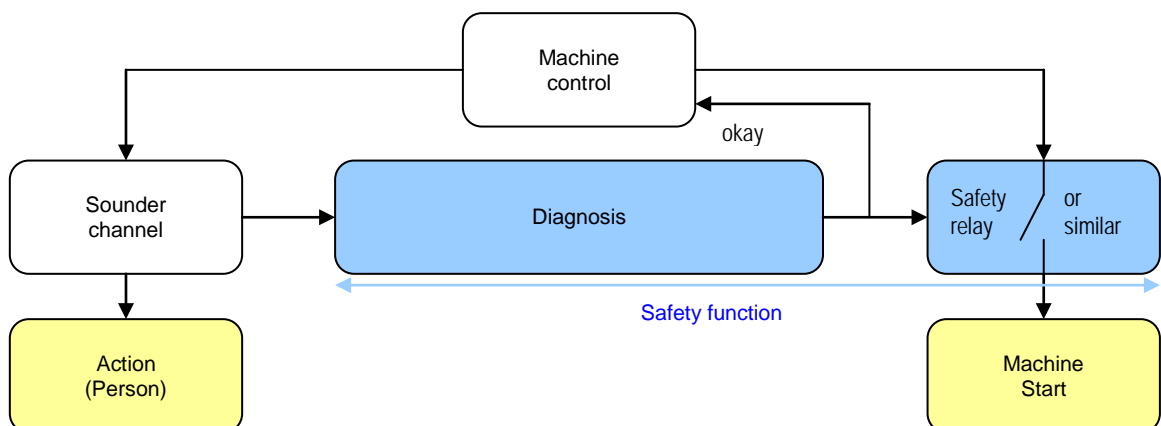 Machine
control
okay
Sounder
channel
Diagnosis
Safety or
relay similar
Safety function
Action
(Person)
Machine
Start